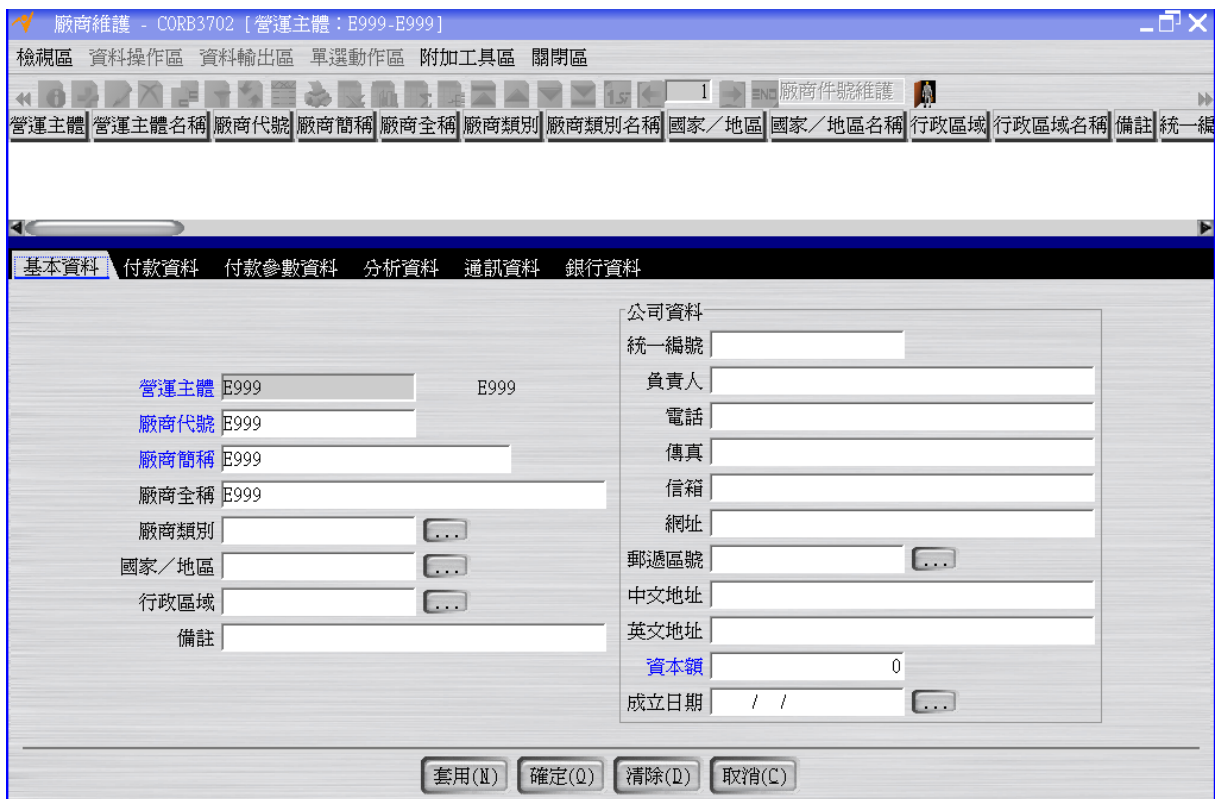 廠商維護 - CORB3702 [營運主體：E999-E999]
檢視區 資料操作區 資料輸出區 單選動作區 附加工具區 關閉區
1st 1 END 廠商件號維護
營運主體 營運主體名稱 廠商代號 廠商簡稱 廠商全稱 廠商類別 廠商類別名稱 國家／地區 國家／地區名稱 行政區域 行政區域名稱 備註 統一編
基本資料 付款資料 付款參數資料 分析資料 通訊資料 銀行資料
營運主體 E999 E999
廠商代號 E999
廠商簡稱 E999
廠商全稱 E999
廠商類別 ...
國家／地區 ...
行政區域 ...
備註
公司資料
統一編號
負責人
電話
傳真
信箱
網址
郵遞區號 ...
中文地址
英文地址
資本額 0
成立日期 / / ...
套用(N) 確定(O) 清除(D) 取消(C)